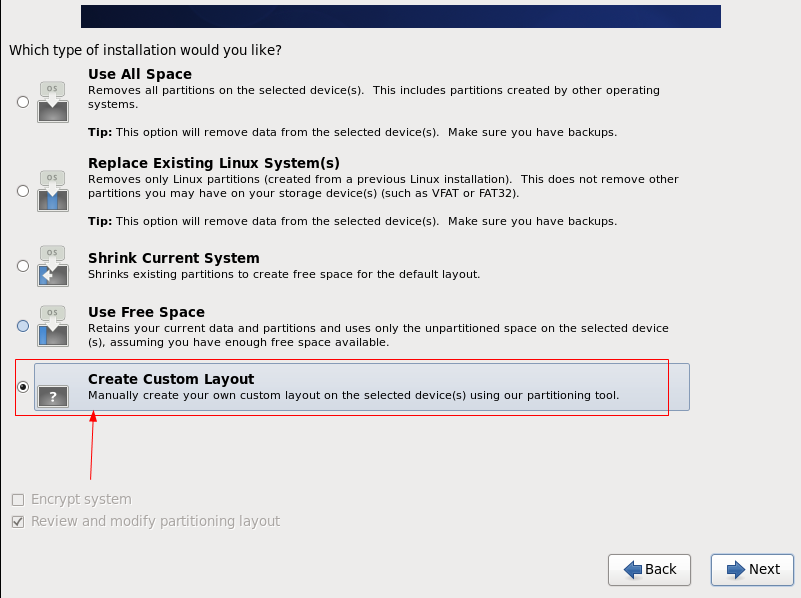 Which type of installation would you like?
OS
Use All Space
Removes all partitions on the selected device(s).  This includes partitions created by other operating
systems.
Tip: This option will remove data from the selected device(s).  Make sure you have backups.
OS
Replace Existing Linux System(s)
Removes only Linux partitions (created from a previous Linux installation).  This does not remove other
partitions you may have on your storage device(s) (such as VFAT or FAT32).
Tip: This option will remove data from the selected device(s).  Make sure you have backups.
OS
Shrink Current System
Shrinks existing partitions to create free space for the default layout.
OS
Use Free Space
Retains your current data and partitions and uses only the unpartitioned space on the selected device
(s), assuming you have enough free space available.
?
Create Custom Layout
Manually create your own custom layout on the selected device(s) using our partitioning tool.
Encrypt system
Review and modify partitioning layout
Back
Next